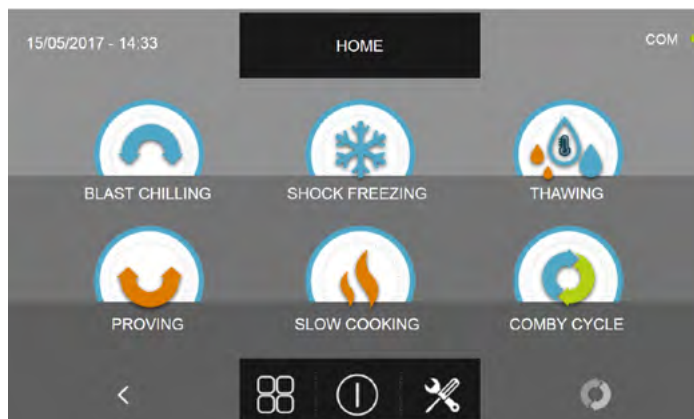 15/05/2017 - 14:33 HOME COM
BLAST CHILLING SHOCK FREEZING THAWING
PROVING SLOW COOKING COMBY CYCLE